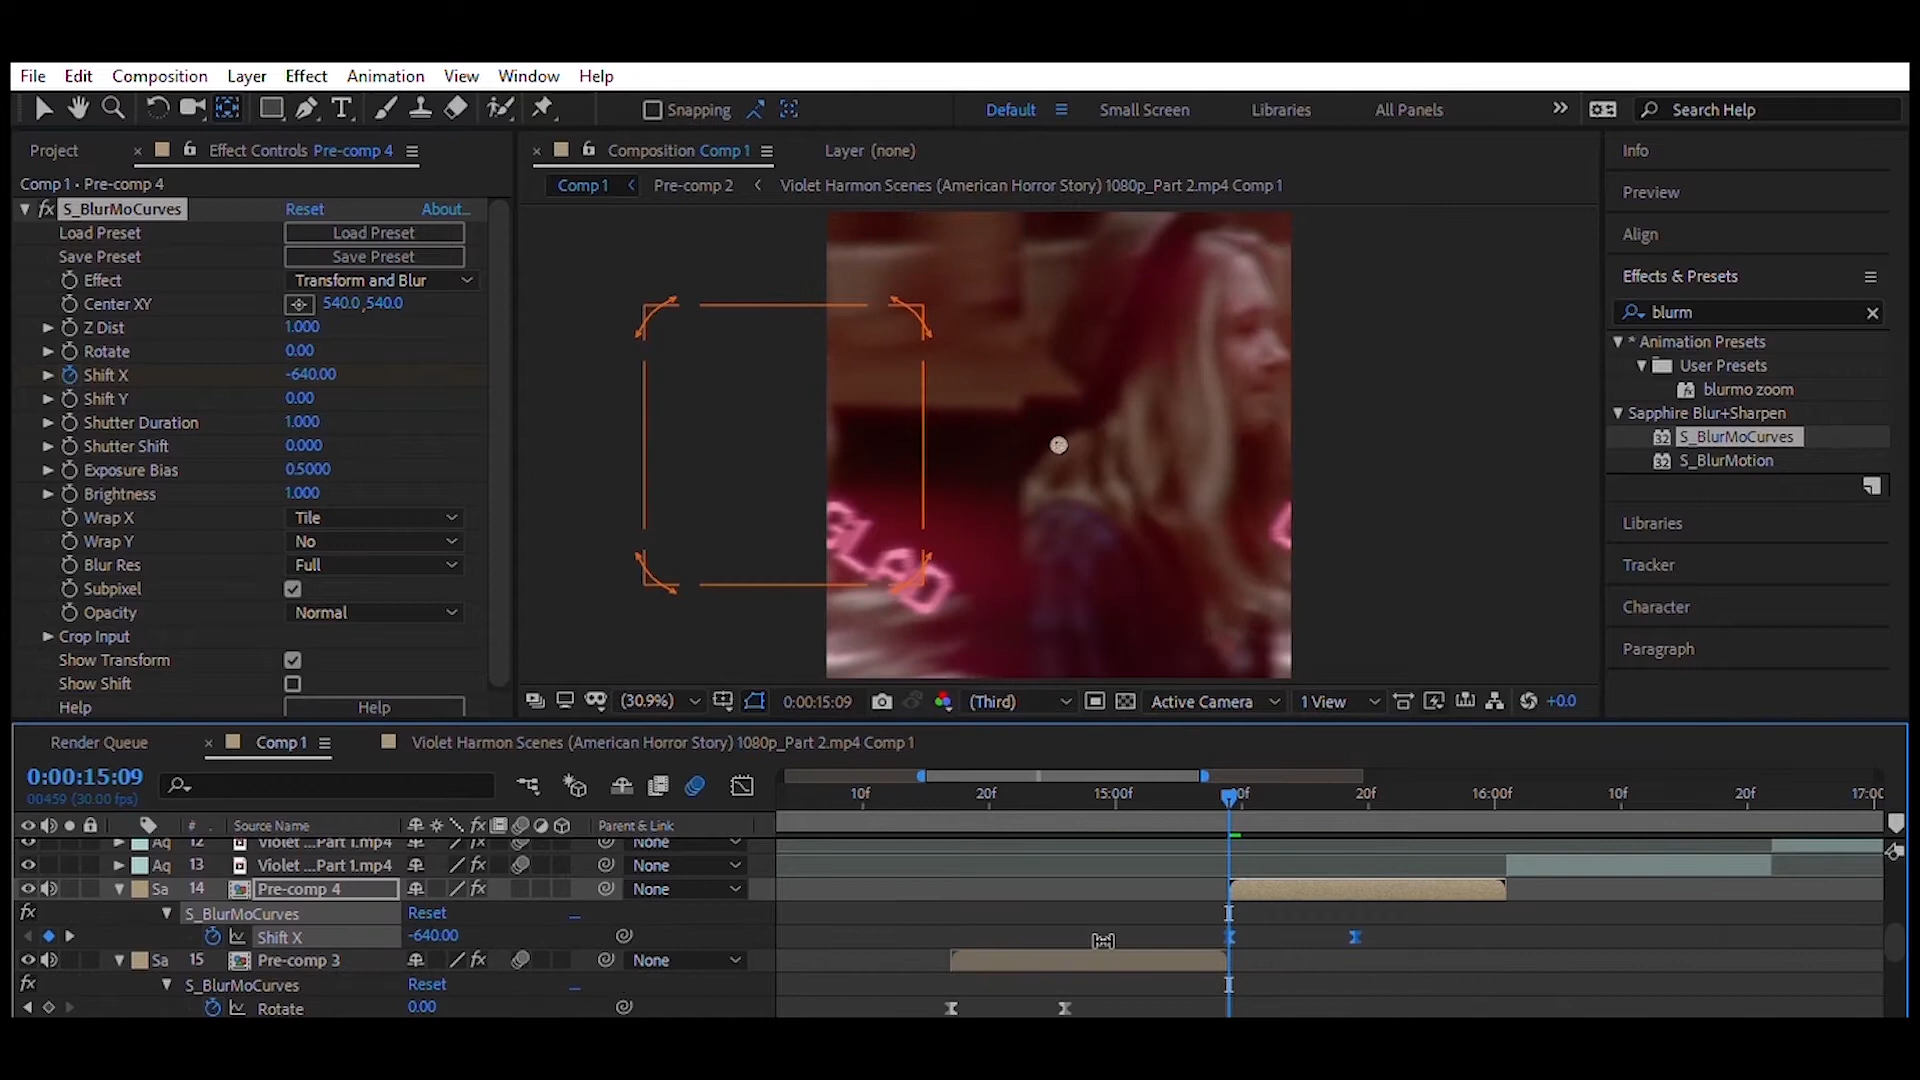 File Edit Composition Layer Effect Animation View Window Help
Snapping Default Small Screen Libraries All Panels Search Help
Project Effect Controls Pre-comp 4 Composition Comp 1 Layer (none) Info
Comp 1 • Pre-comp 4 Comp 1 Pre-comp 2 Violet Harmon Scenes (American Horror Story) 1080p_Part 2.mp4 Comp 1 Preview
fx S_BlurMoCurves Reset About...
Load Preset Load Preset Align
Save Preset Save Preset
Effect Transform and Blur Effects & Presets
Center XY 540.0,540.0 blurm
Z Dist 1.000 * Animation Presets
Rotate 0.00 User Presets
Shift X -640.00 blurmo zoom
Shift Y 0.00 Sapphire Blur+Sharpen
Shutter Duration 1.000 S_BlurMoCurves
Shutter Shift 0.000 S_BlurMotion
Exposure Bias 0.5000
Brightness 1.000
Wrap X Tile Libraries
Wrap Y No
Blur Res Full Tracker
Subpixel
Opacity Normal Character
Crop Input
Show Transform Paragraph
Show Shift
Help Help
(30.9%) 0:00:15:09 (Third) Active Camera 1 View +0.0
Render Queue Comp 1 Violet Harmon Scenes (American Horror Story) 1080p_Part 2.mp4 Comp 1
0:00:15:09
00459 (30.00 fps)
10f 20f 15:00f 20f 16:00f 10f 20f
# Source Name fx Parent & Link
Aq 12 Violet ...Part 1.mp4 fx None
Aq 13 Violet ...Part 1.mp4 fx None
Sa 14 Pre-comp 4 fx None
fx S_BlurMoCurves Reset
Shift X -640.00
Sa 15 Pre-comp 3 fx None
fx S_BlurMoCurves Reset
Rotate 0.00